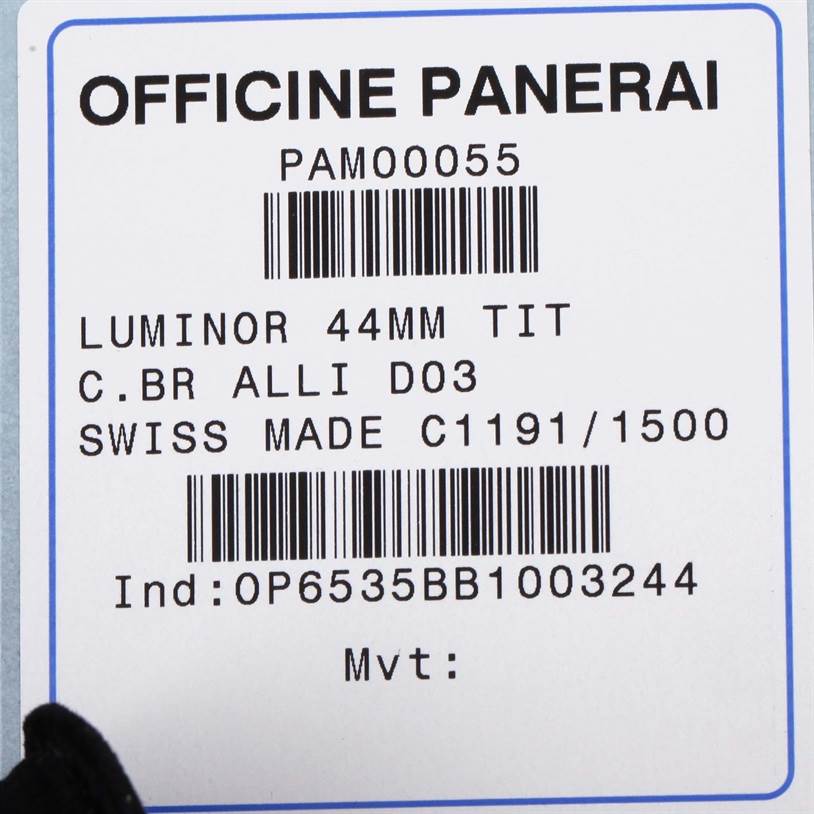 OFFICINE PANERAI
PAM00055
LUMINOR 44MM TIT
C.BR ALLI D03
SWISS MADE C1191/1500
Ind:OP6535BB1003244
Mvt: